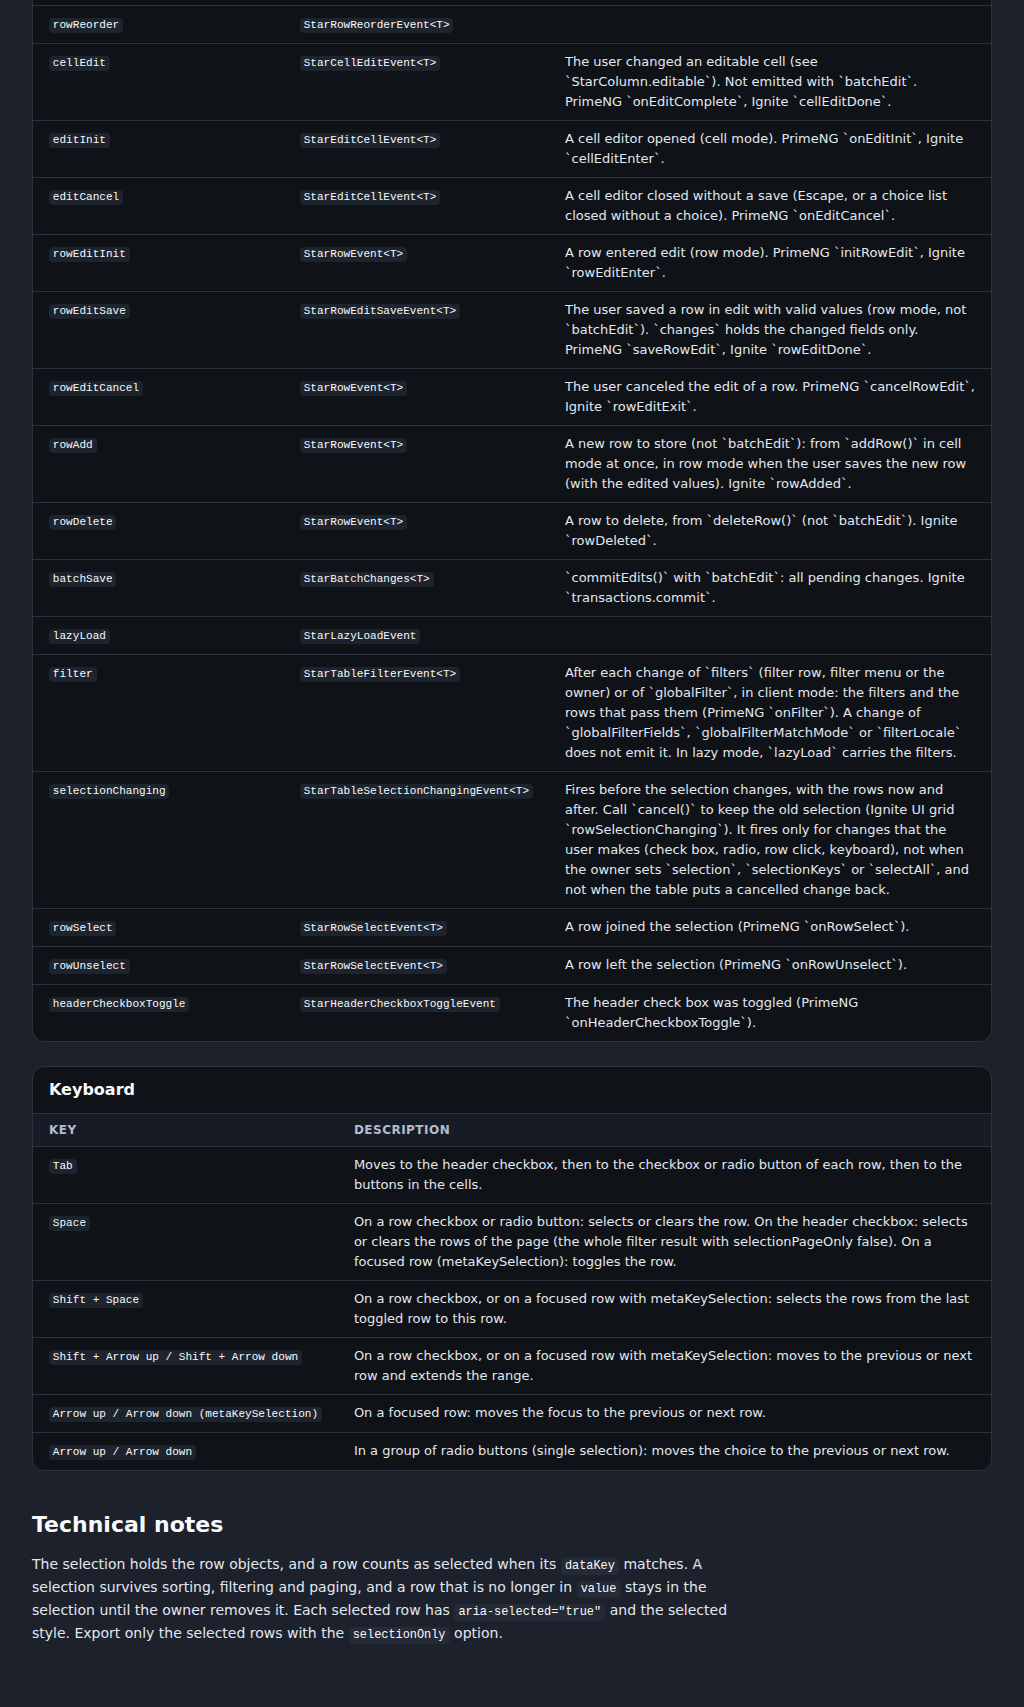 rowReorder StarRowReorderEvent<T>
cellEdit StarCellEditEvent<T> The user changed an editable cell (see
`StarColumn.editable`). Not emitted with `batchEdit`.
PrimeNG `onEditComplete`, Ignite `cellEditDone`.
editInit StarEditCellEvent<T> A cell editor opened (cell mode). PrimeNG `onEditInit`, Ignite
`cellEditEnter`.
editCancel StarEditCellEvent<T> A cell editor closed without a save (Escape, or a choice list
closed without a choice). PrimeNG `onEditCancel`.
rowEditInit StarRowEvent<T> A row entered edit (row mode). PrimeNG `initRowEdit`, Ignite
`rowEditEnter`.
rowEditSave StarRowEditSaveEvent<T> The user saved a row in edit with valid values (row mode, not
`batchEdit`). `changes` holds the changed fields only.
PrimeNG `saveRowEdit`, Ignite `rowEditDone`.
rowEditCancel StarRowEvent<T> The user canceled the edit of a row. PrimeNG `cancelRowEdit`,
Ignite `rowEditExit`.
rowAdd StarRowEvent<T> A new row to store (not `batchEdit`): from `addRow()` in cell
mode at once, in row mode when the user saves the new row
(with the edited values). Ignite `rowAdded`.
rowDelete StarRowEvent<T> A row to delete, from `deleteRow()` (not `batchEdit`). Ignite
`rowDeleted`.
batchSave StarBatchChanges<T> `commitEdits()` with `batchEdit`: all pending changes. Ignite
`transactions.commit`.
lazyLoad StarLazyLoadEvent
filter StarTableFilterEvent<T> After each change of `filters` (filter row, filter menu or the
owner) or of `globalFilter`, in client mode: the filters and the
rows that pass them (PrimeNG `onFilter`). A change of
`globalFilterFields`, `globalFilterMatchMode` or `filterLocale`
does not emit it. In lazy mode, `lazyLoad` carries the filters.
selectionChanging StarTableSelectionChangingEvent<T> Fires before the selection changes, with the rows now and
after. Call `cancel()` to keep the old selection (Ignite UI grid
`rowSelectionChanging`). It fires only for changes that the
user makes (check box, radio, row click, keyboard), not when
the owner sets `selection`, `selectionKeys` or `selectAll`, and
not when the table puts a cancelled change back.
rowSelect StarRowSelectEvent<T> A row joined the selection (PrimeNG `onRowSelect`).
rowUnselect StarRowSelectEvent<T> A row left the selection (PrimeNG `onRowUnselect`).
headerCheckboxToggle StarHeaderCheckboxToggleEvent The header check box was toggled (PrimeNG
`onHeaderCheckboxToggle`).
Keyboard
KEY DESCRIPTION
Tab Moves to the header checkbox, then to the checkbox or radio button of each row, then to the
buttons in the cells.
Space On a row checkbox or radio button: selects or clears the row. On the header checkbox: selects
or clears the rows of the page (the whole filter result with selectionPageOnly false). On a
focused row (metaKeySelection): toggles the row.
Shift + Space On a row checkbox, or on a focused row with metaKeySelection: selects the rows from the last
toggled row to this row.
Shift + Arrow up / Shift + Arrow down On a row checkbox, or on a focused row with metaKeySelection: moves to the previous or next
row and extends the range.
Arrow up / Arrow down (metaKeySelection) On a focused row: moves the focus to the previous or next row.
Arrow up / Arrow down In a group of radio buttons (single selection): moves the choice to the previous or next row.
Technical notes
The selection holds the row objects, and a row counts as selected when its dataKey matches. A
selection survives sorting, filtering and paging, and a row that is no longer in value stays in the
selection until the owner removes it. Each selected row has aria-selected="true" and the selected
style. Export only the selected rows with the selectionOnly option.